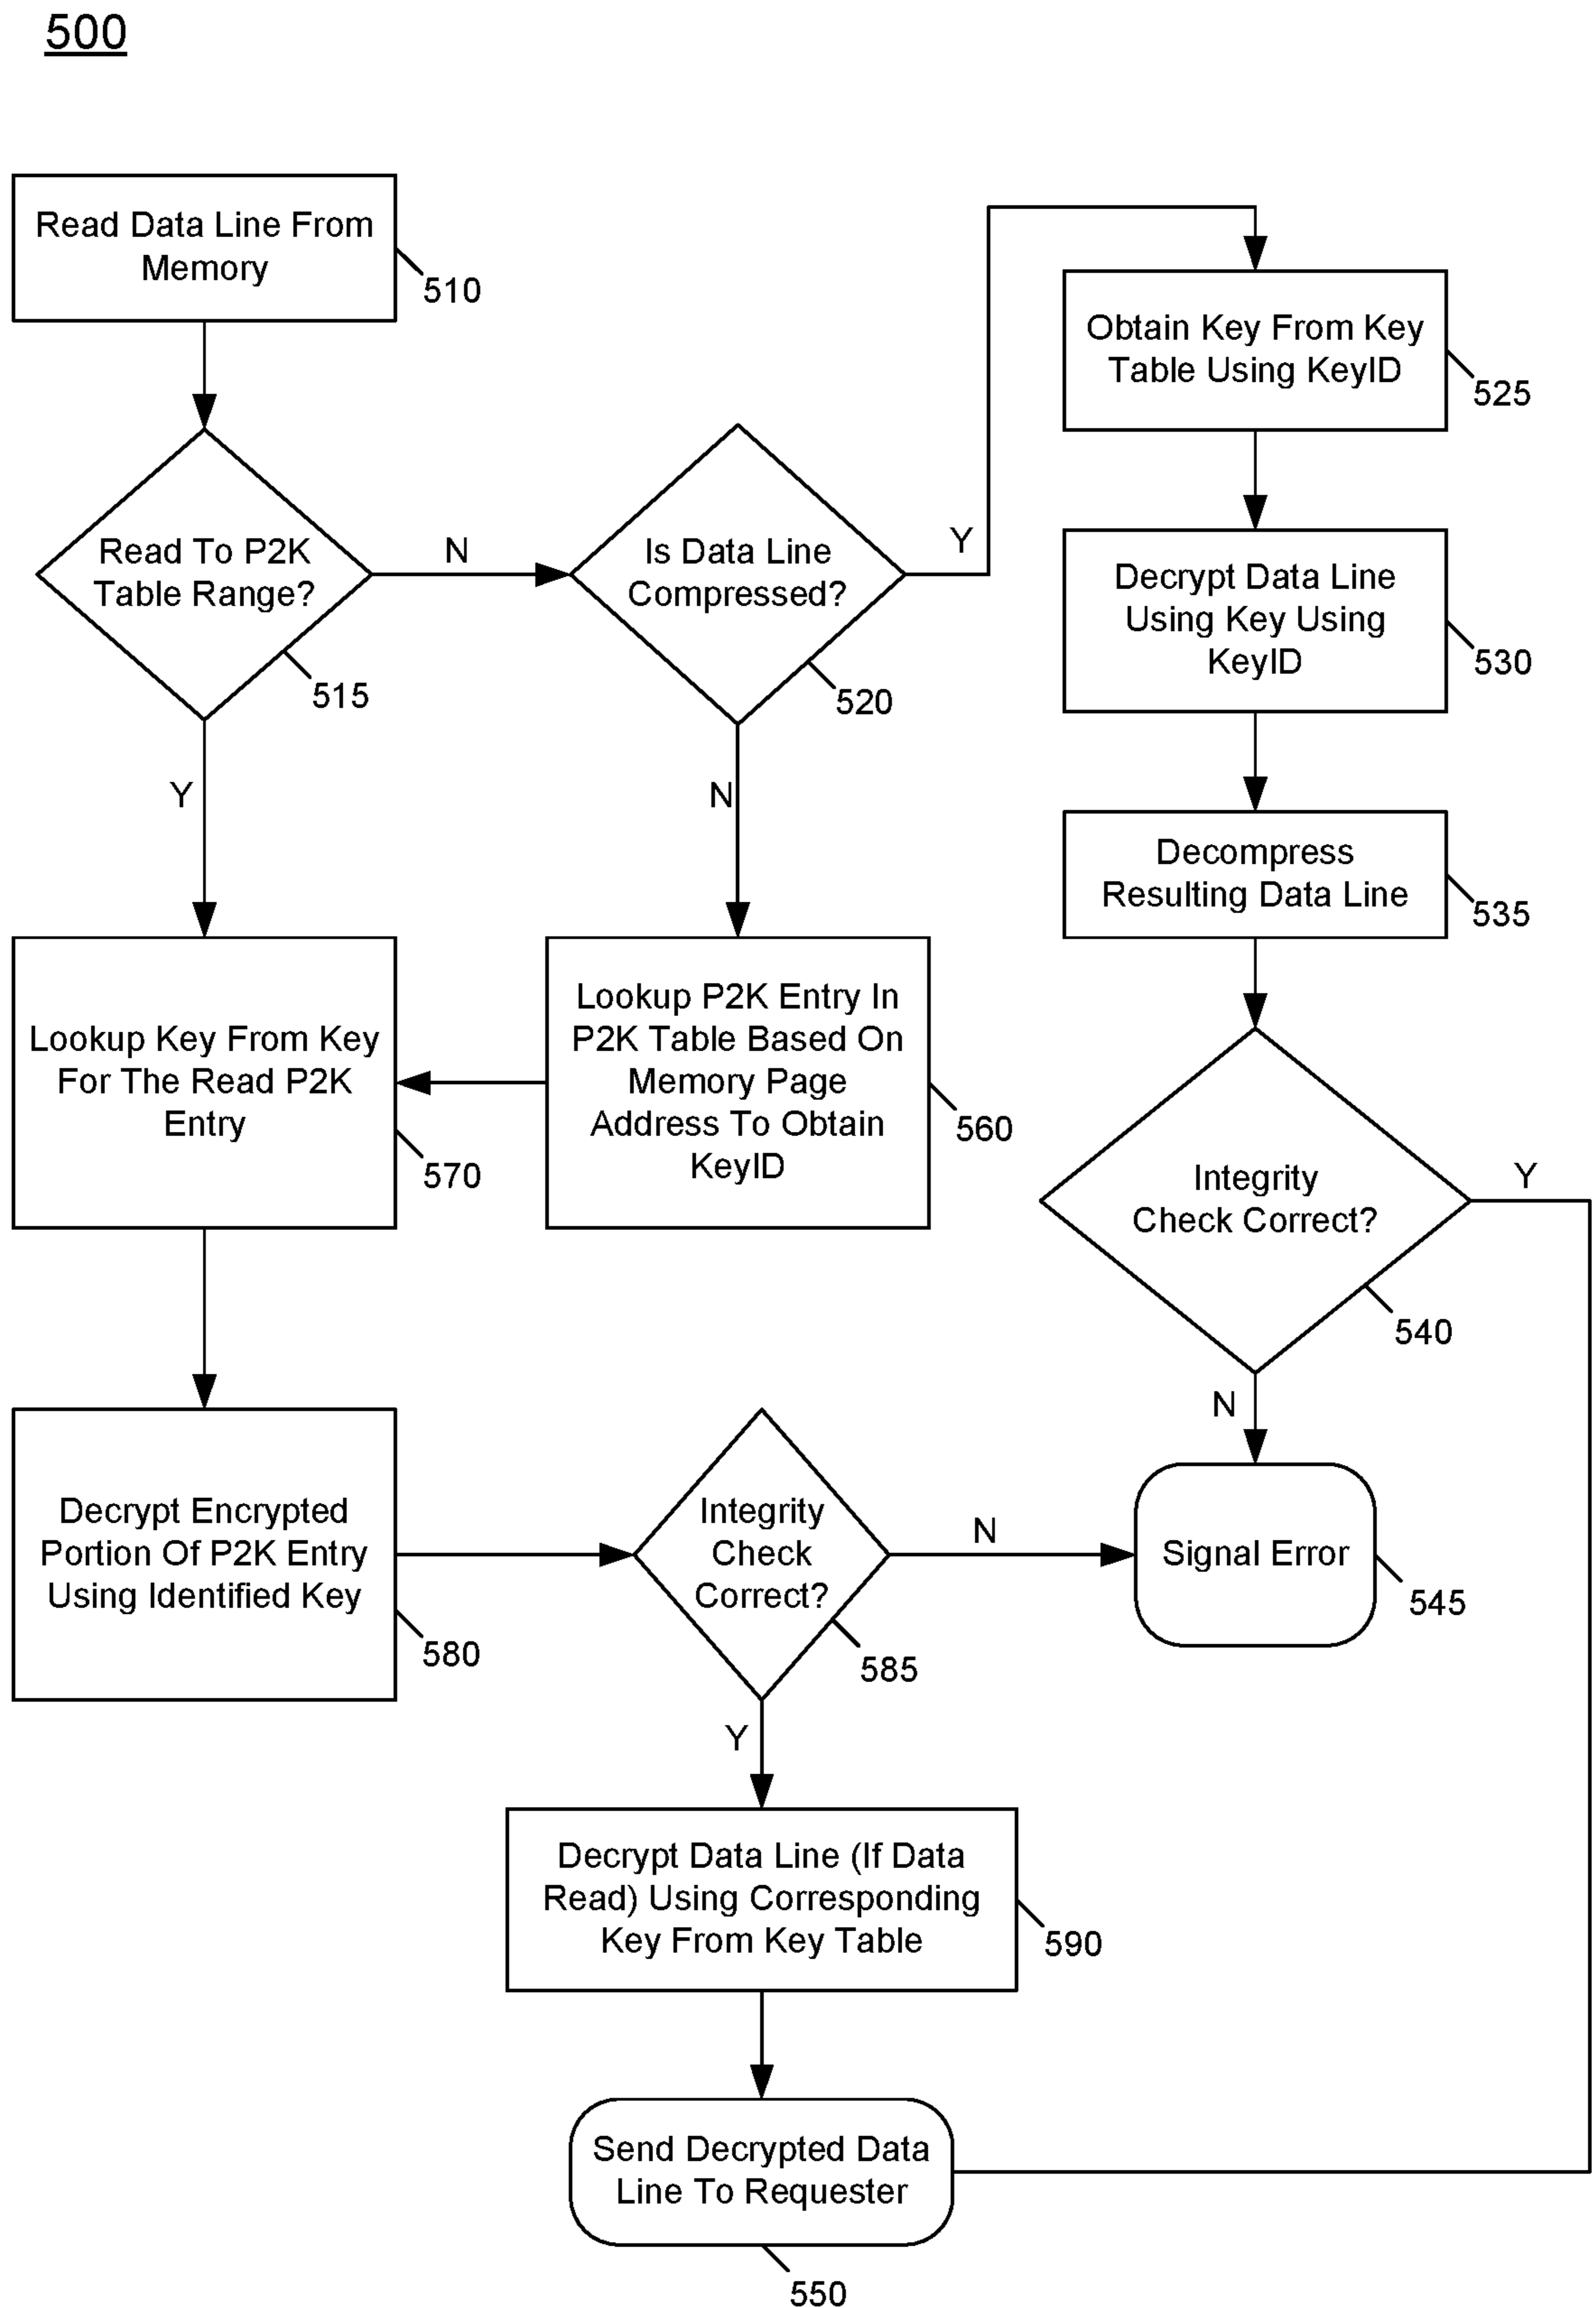 500
Read Data Line From
Memory
510
Read To P2K
Table Range?
515
N
Y
Is Data Line
Compressed?
520
Y
N
Obtain Key From Key
Table Using KeyID
525
Decrypt Data Line
Using Key Using
KeyID
530
Decompress
Resulting Data Line
535
Integrity
Check Correct?
540
Y
N
Lookup P2K Entry In
P2K Table Based On
Memory Page
Address To Obtain
KeyID
560
Lookup Key From Key
For The Read P2K
Entry
570
Decrypt Encrypted
Portion Of P2K Entry
Using Identified Key
580
Integrity
Check
Correct?
585
N
Y
Signal Error
545
Decrypt Data Line (If Data
Read) Using Corresponding
Key From Key Table
590
Send Decrypted Data
Line To Requester
550